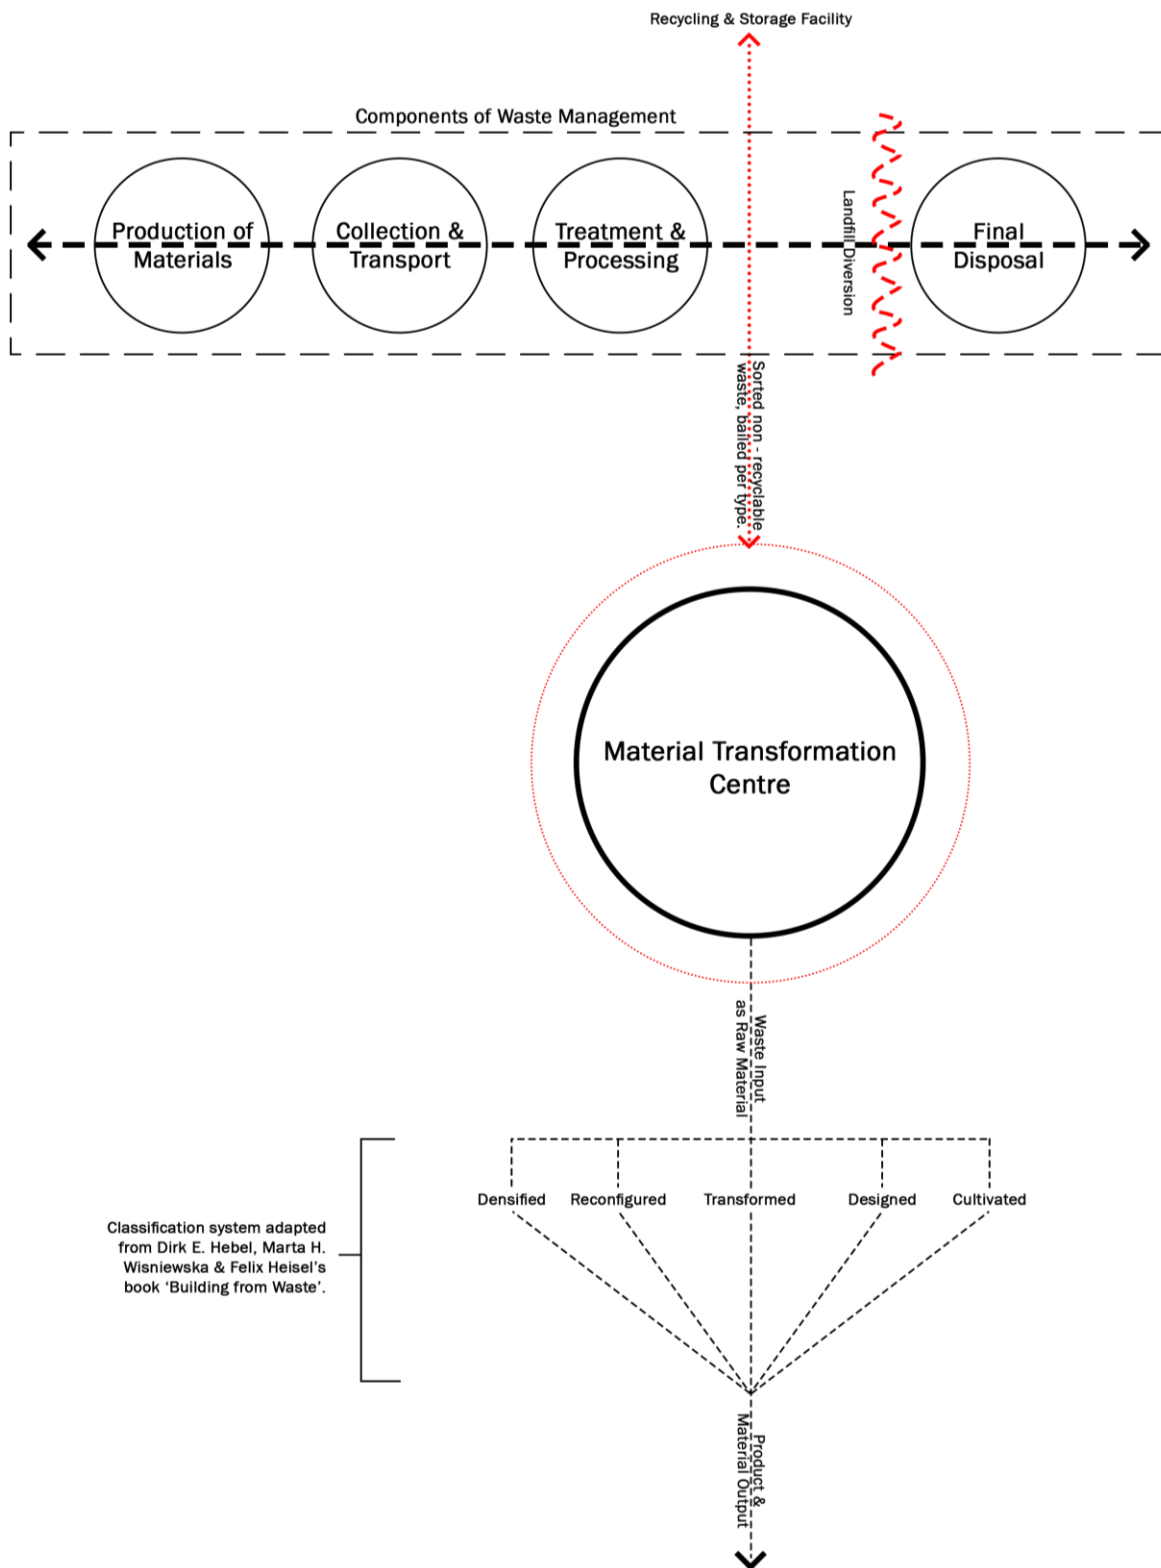 Recycling & Storage Facility
Components of Waste Management
Production of
Materials
Collection &
Transport
Treatment &
Processing
Landfill Diversion
Final
Disposal
Sorted non - recyclable
waste, bailed per type.
Material Transformation
Centre
Waste Input
as Raw Material
Densified
Reconfigured
Transformed
Designed
Cultivated
Classification system adapted
from Dirk E. Hebel, Marta H.
Wisniewska & Felix Heisel’s
book ‘Building from Waste’.
Product &
Material Output